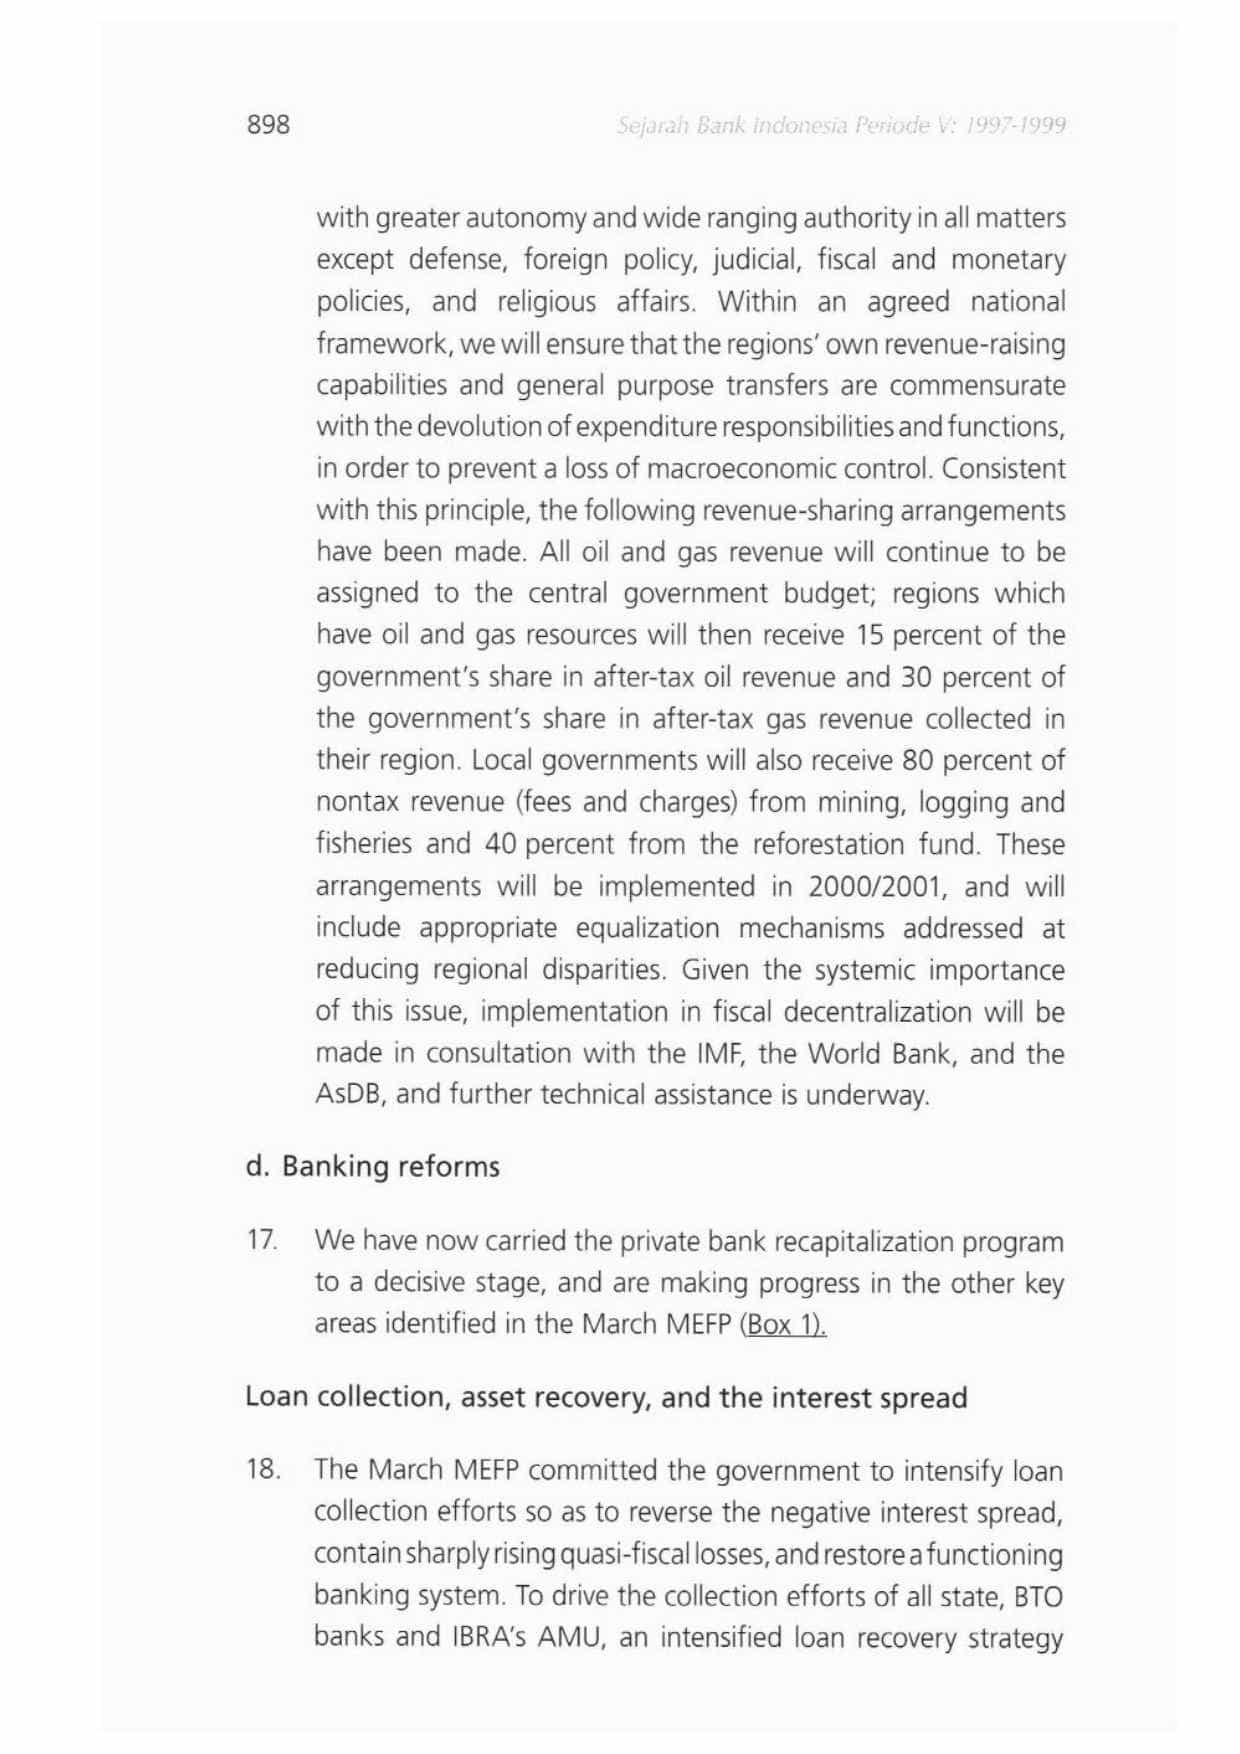 898
Sejarah Bank Indonesia Periode V: 1997-1999
with greater autonomy and wide ranging authority in all matters
except defense, foreign policy, judicial, fiscal and monetary
policies, and religious affairs. Within an agreed national
framework, we will ensure that the regions' own revenue-raising
capabilities and general purpose transfers are commensurate
with the devolution of expenditure responsibilities and functions,
in order to prevent a loss of macroeconomic control. Consistent
with this principle, the following revenue-sharing arrangements
have been made. All oil and gas revenue will continue to be
assigned to the central government budget; regions which
have oil and gas resources will then receive 15 percent of the
government's share in after-tax oil revenue and 30 percent of
the government's share in after-tax gas revenue collected in
their region. Local governments will also receive 80 percent of
nontax revenue (fees and charges) from mining, logging and
fisheries and 40 percent from the reforestation fund. These
arrangements will be implemented in 2000/2001, and will
include appropriate equalization mechanisms addressed at
reducing regional disparities. Given the systemic importance
of this issue, implementation in fiscal decentralization will be
made in consultation with the IMF, the World Bank, and the
AsDB, and further technical assistance is underway.
d. Banking reforms
17. We have now carried the private bank recapitalization program
to a decisive stage, and are making progress in the other key
areas identified in the March MEFP (Box 1).
Loan collection, asset recovery, and the interest spread
18. The March MEFP committed the government to intensify loan
collection efforts so as to reverse the negative interest spread,
contain sharply rising quasi-fiscal losses, and restore a functioning
banking system. To drive the collection efforts of all state, BTO
banks and IBRA's AMU, an intensified loan recovery strategy